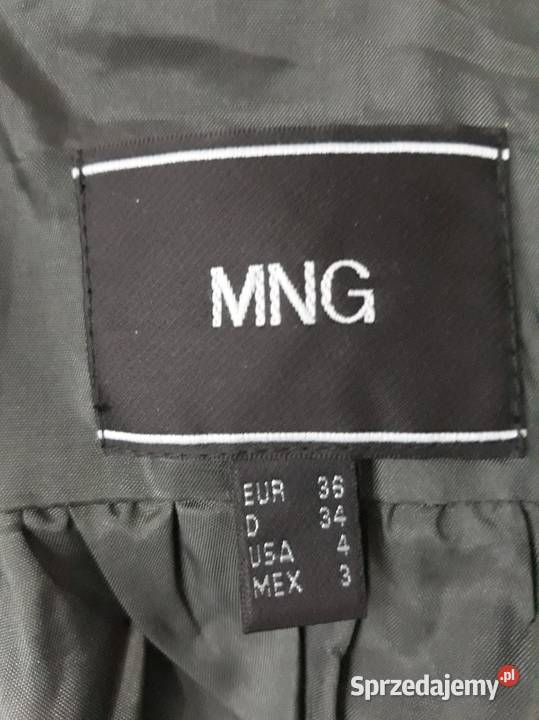 MNG
EUR 36
D 34
USA 4
MEX 3
Sprzedajemy.pl